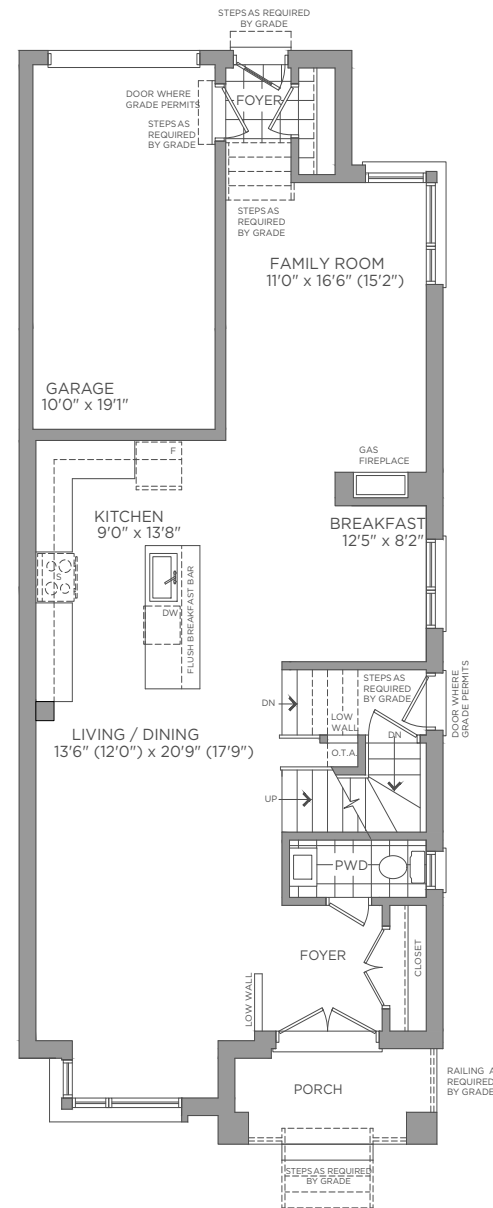 STEPS AS REQUIRED
BY GRADE
DOOR WHERE
GRADE PERMITS
FOYER
STEPS AS
REQUIRED
BY GRADE
STEPS AS
REQUIRED
BY GRADE
FAMILY ROOM
11'0" x 16'6" (15'2")
GARAGE
10'0" x 19'1"
F
GAS
FIREPLACE
KITCHEN
9'0" x 13'8"
BREAKFAST
12'5" x 8'2"
S
DW
FLUSH BREAKFAST BAR
STEPS AS
REQUIRED
BY GRADE
DOOR WHERE
GRADE PERMITS
DN
LOW
WALL
DN
LIVING / DINING
13'6" (12'0") x 20'9" (17'9")
O.T.A.
UP
PWD
FOYER
CLOSET
LOW WALL
PORCH
RAILING A
REQUIRED
BY GRADE
STEPS AS REQUIRED
BY GRADE